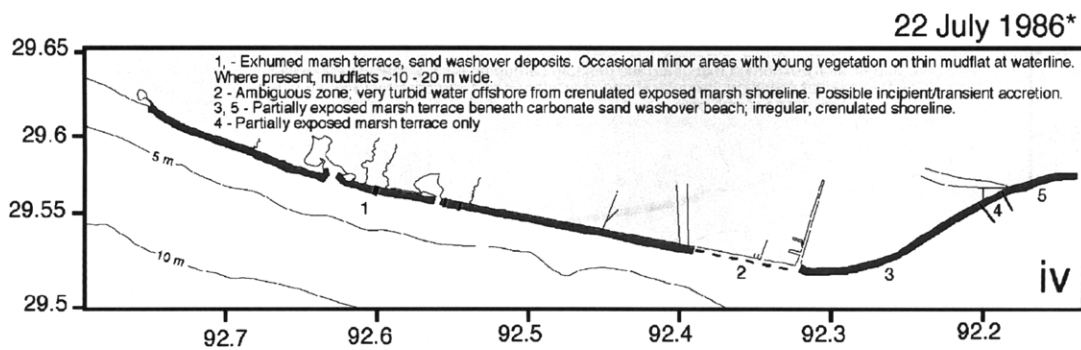 22 July 1986*
29.65
1, - Exhumed marsh terrace, sand washover deposits. Occasional minor areas with young vegetation on thin mudflat at waterline.
Where present, mudflats ~10 - 20 m wide.
2 - Ambiguous zone; very turbid water offshore from crenulated exposed marsh shoreline. Possible incipient/transient accretion.
3, 5 - Partially exposed marsh terrace beneath carbonate sand washover beach; irregular, crenulated shoreline.
4 - Partially exposed marsh terrace only
29.6
5 m
29.55
1
4
5
10 m
2
3
iv
29.5
92.7
92.6
92.5
92.4
92.3
92.2